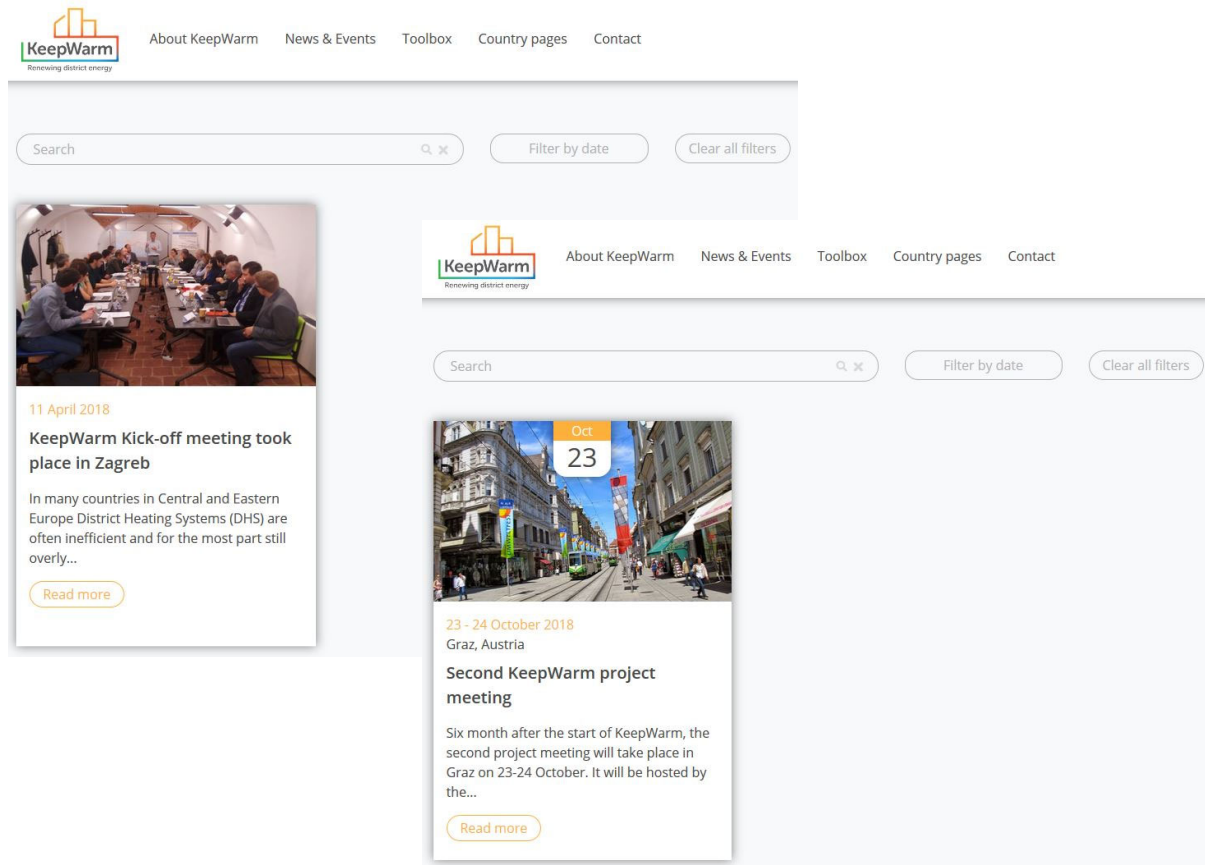 KeepWarm
Renewing district energy
About KeepWarm News & Events Toolbox Country pages Contact
Search
Filter by date
Clear all filters
11 April 2018
KeepWarm Kick-off meeting took
place in Zagreb
In many countries in Central and Eastern
Europe District Heating Systems (DHS) are
often inefficient and for the most part still
overly...
Read more
KeepWarm
Renewing district energy
About KeepWarm News & Events Toolbox Country pages Contact
Search
Filter by date
Clear all filters
Oct
23
23 - 24 October 2018
Graz, Austria
Second KeepWarm project
meeting
Six month after the start of KeepWarm, the
second project meeting will take place in
Graz on 23-24 October. It will be hosted by
the...
Read more